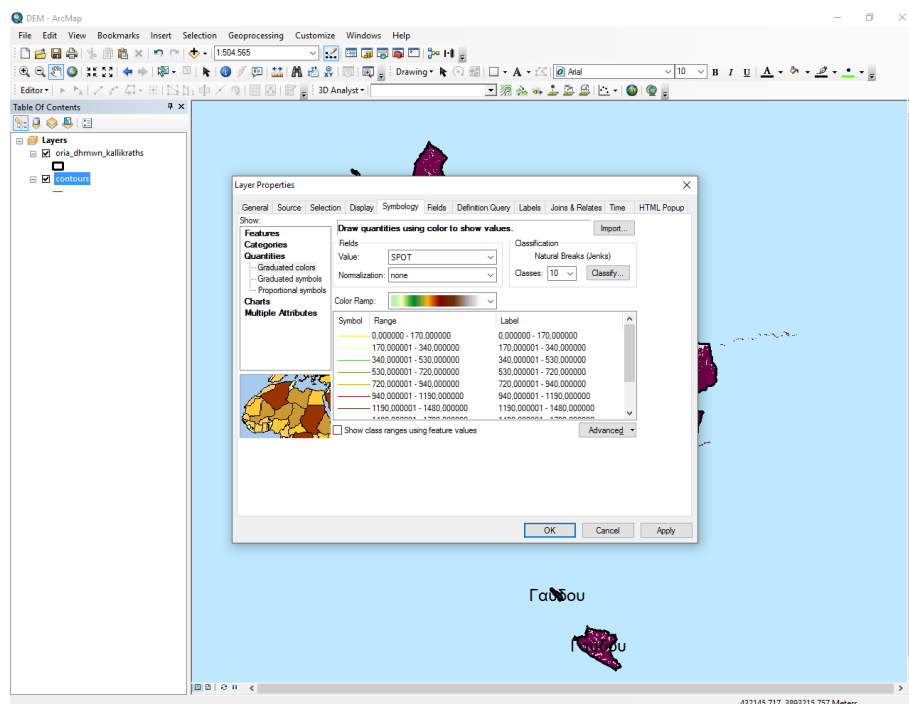 DEM - ArcMap
File Edit View Bookmarks Insert Selection Geoprocessing Customize Windows Help
1:504.565
Drawing A Arial 10 B I U A
Editor 3D Analyst
Table Of Contents
Layers
oria_dhmwn_kallikraths
contours
Layer Properties
General Source Selection Display Symbology Fields Definition Query Labels Joins & Relates Time HTML Popup
Show:
Features
Categories
Quantities
Graduated colors
Graduated symbols
Proportional symbols
Charts
Multiple Attributes
Draw quantities using color to show values.
Import...
Fields
Value: SPOT
Normalization: none
Classification
Natural Breaks (Jenks)
Classes: 10 Classify...
Color Ramp:
Symbol Range Label
0,000000 - 170,000000 0,000000 - 170,000000
170,000001 - 340,000000 170,000001 - 340,000000
340,000001 - 530,000000 340,000001 - 530,000000
530,000001 - 720,000000 530,000001 - 720,000000
720,000001 - 940,000000 720,000001 - 940,000000
940,000001 - 1190,000000 940,000001 - 1190,000000
1190,000001 - 1480,000000 1190,000001 - 1480,000000
Show class ranges using feature values
Advanced
OK Cancel Apply
Γαύδου
Γαύδου
432145,717 3893215,757 Meters